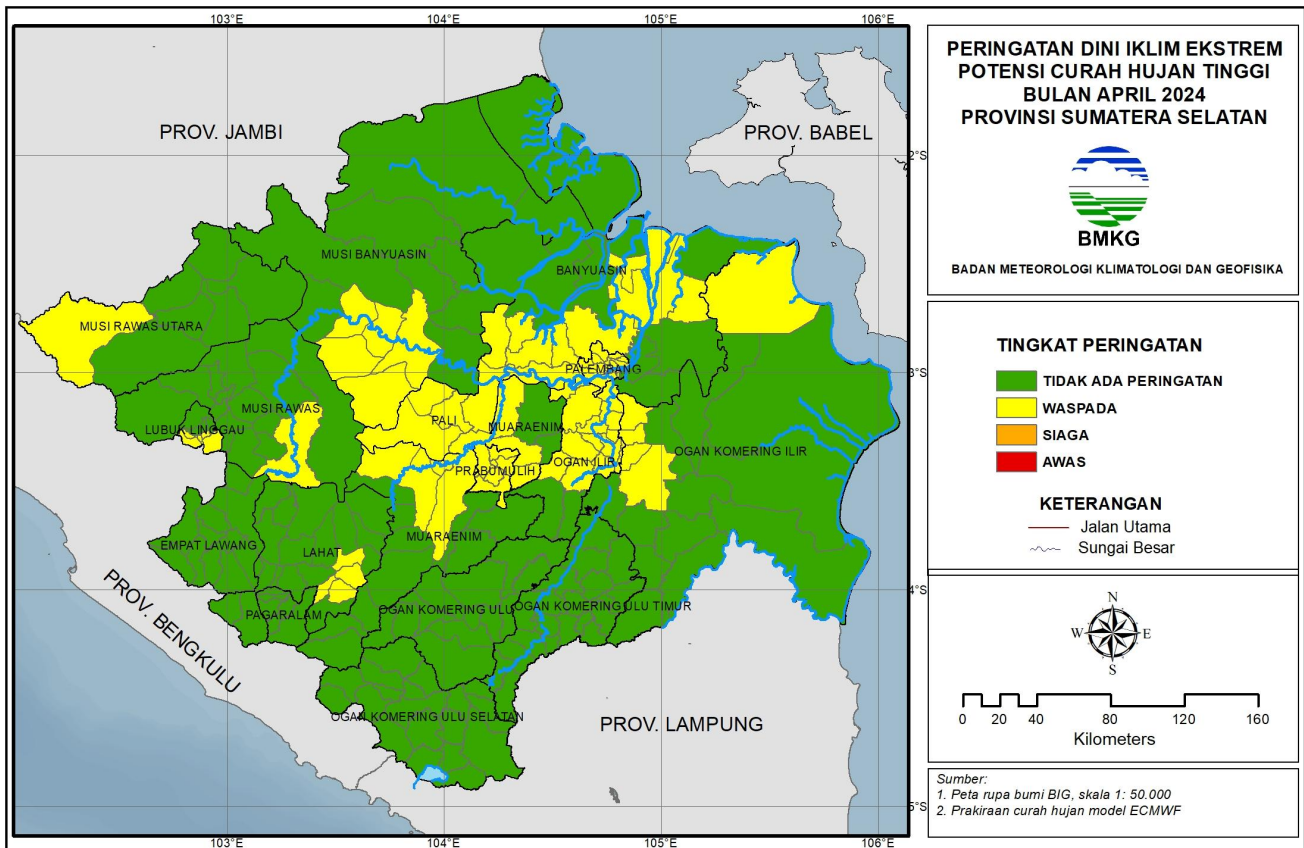 103°E 104°E 105°E 106°E
PROV. JAMBI
PROV. BABEL
2°S
MUSI BANYUASIN
BANYUASIN
MUSI RAWAS UTARA
PALEMBANG
3°S
MUSI RAWAS
LUBUK LINGGAU
PALI
MUARAENIM
OGAN KOMERING ILIR
PRABUMULIH
OGAN ILIR
MUARAENIM
EMPAT LAWANG
LAHAT
4°S
PAGARALAM
OGAN KOMERING ULU
OGAN KOMERING ULU TIMUR
PROV. BENGKULU
OGAN KOMERING ULU SELATAN
PROV. LAMPUNG
5°S
103°E 104°E 105°E 106°E
PERINGATAN DINI IKLIM EKSTREM
POTENSI CURAH HUJAN TINGGI
BULAN APRIL 2024
PROVINSI SUMATERA SELATAN
BMKG
BADAN METEOROLOGI KLIMATOLOGI DAN GEOFISIKA
TINGKAT PERINGATAN
TIDAK ADA PERINGATAN
WASPADA
SIAGA
AWAS
KETERANGAN
Jalan Utama
Sungai Besar
N
W E
S
0 20 40 80 120 160
Kilometers
Sumber:
1. Peta rupa bumi BIG, skala 1: 50.000
2. Prakiraan curah hujan model ECMWF